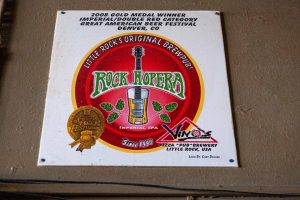 2008 GOLD MEDAL WINNER
IMPERIAL/DOUBLE RED CATEGORY
GREAT AMERICAN BEER FESTIVAL
DENVER, CO
LITTLE ROCK'S ORIGINAL BREWPUB!
ROCK HOPERA
IMPERIAL IPA
Since 1993
VINO'S
PIZZA "PUB" BREWERY
LITTLE ROCK, USA